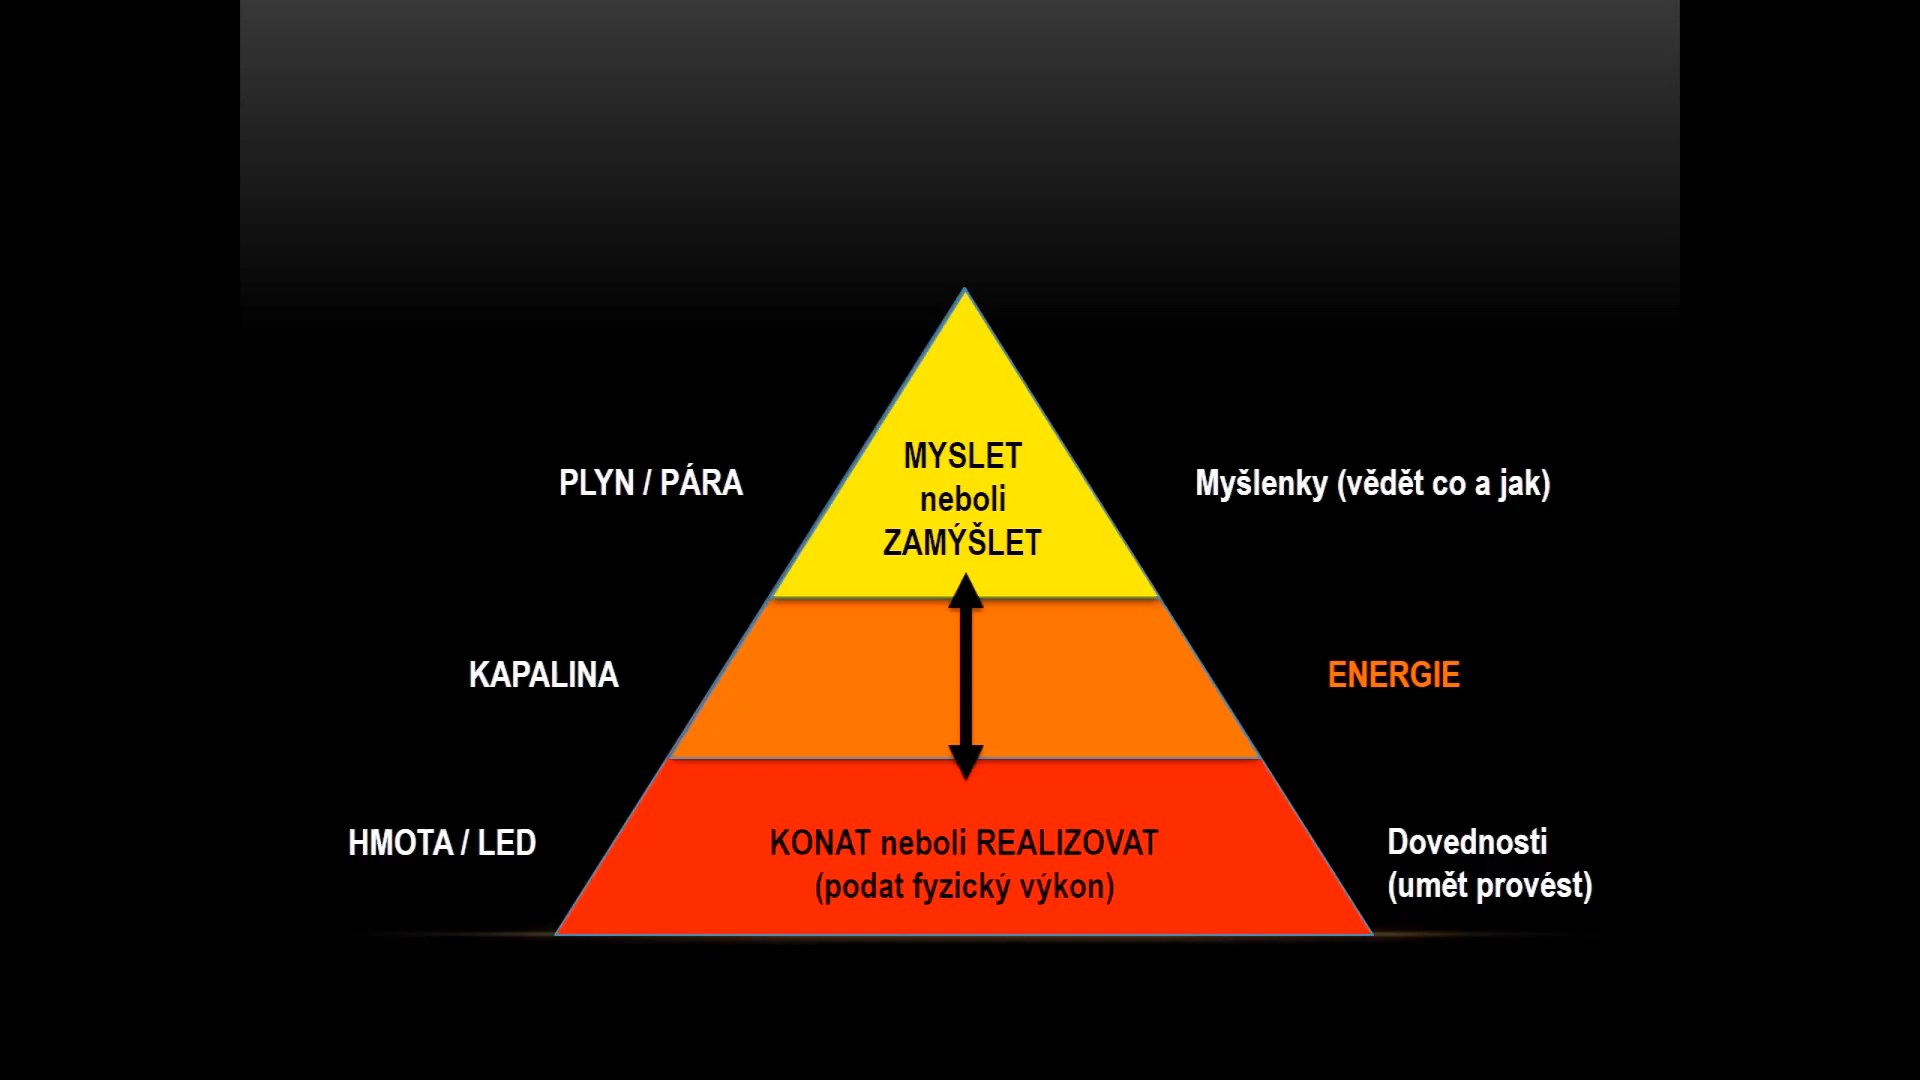 MYSLET
neboli
ZAMÝŠLET
PLYN / PÁRA
Myšlenky (vědět co a jak)
KAPALINA
ENERGIE
HMOTA / LED
KONAT neboli REALIZOVAT
(podat fyzický výkon)
Dovednosti
(umět provést)